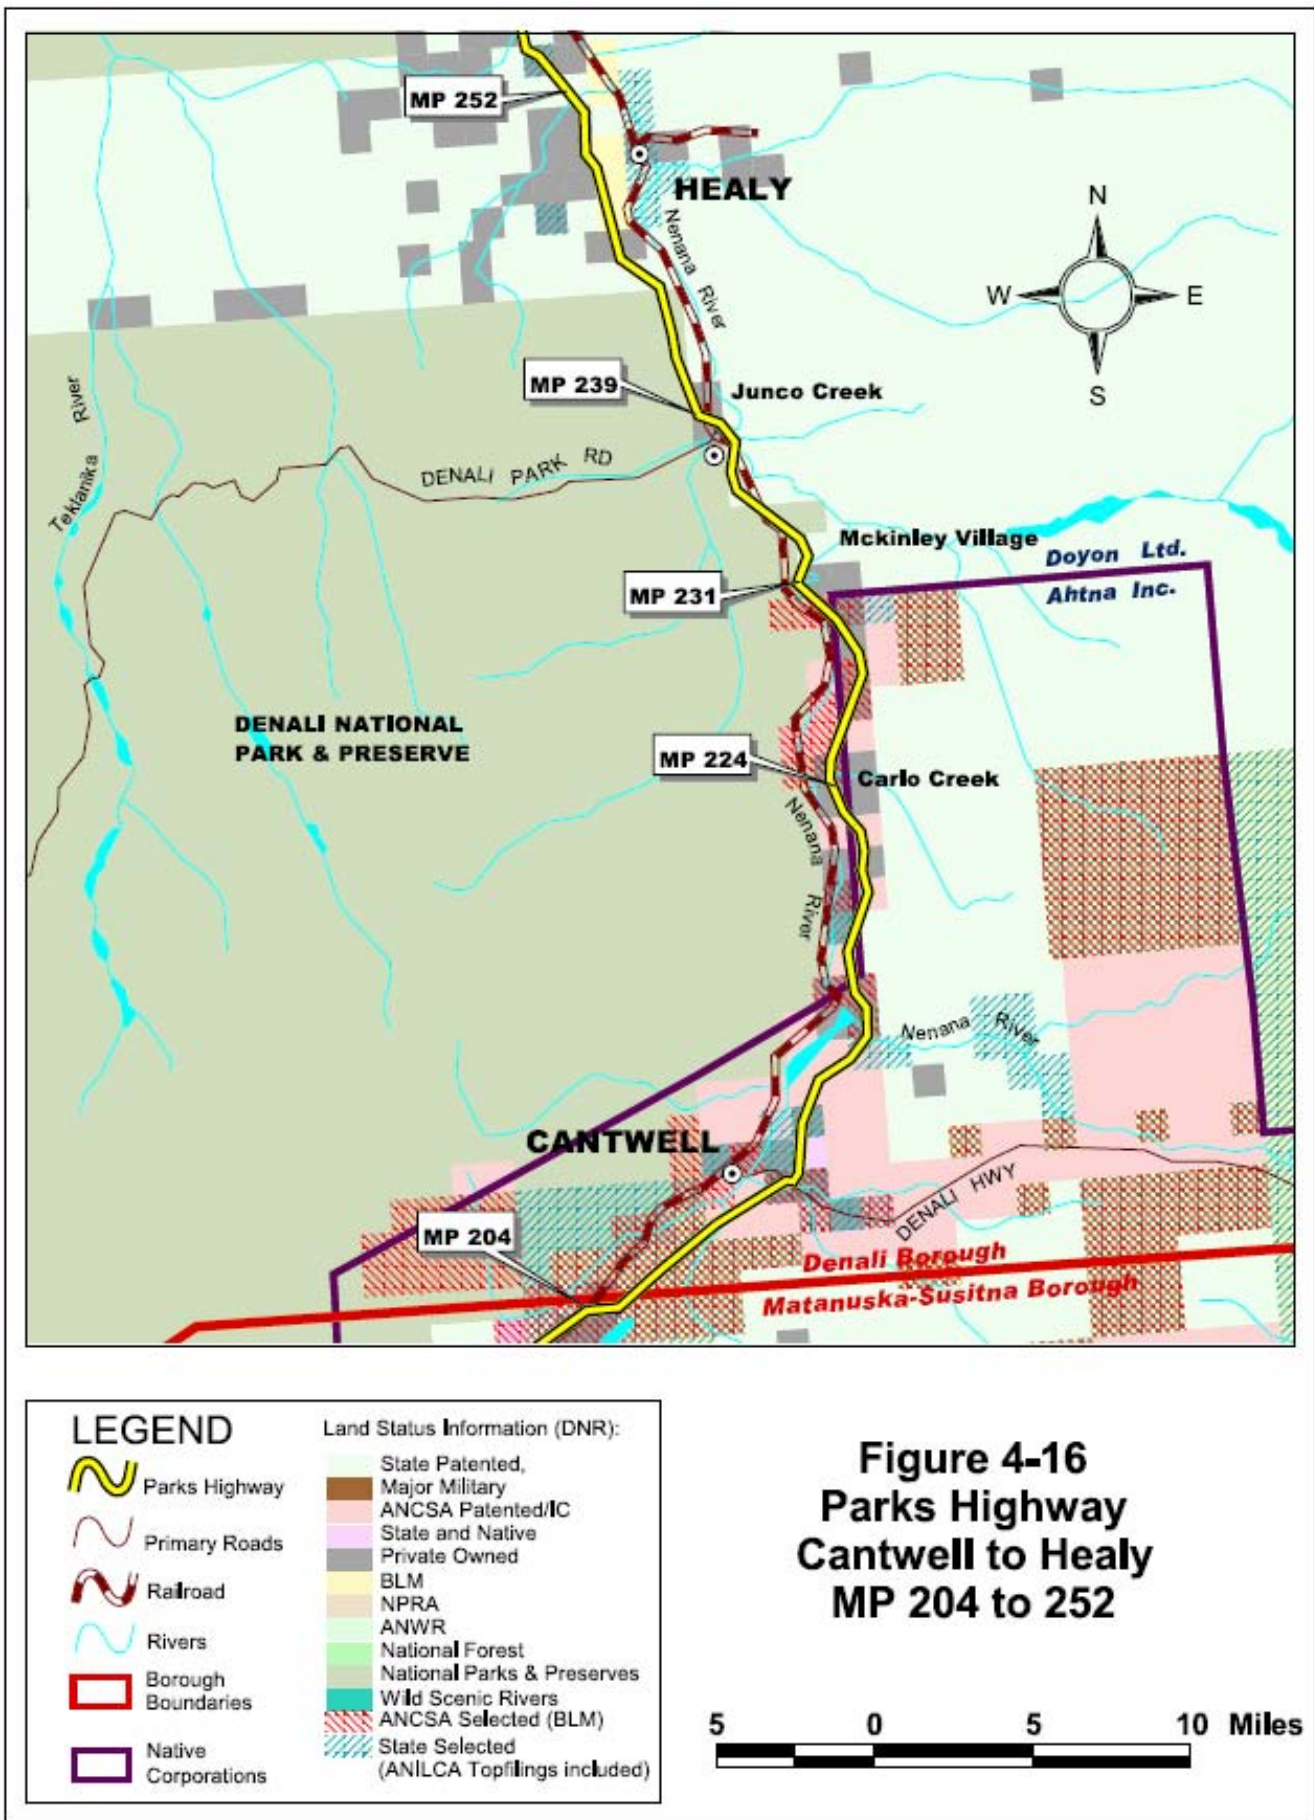 MP 252
HEALY
Nenana River
N
W E
S
MP 239
Junco Creek
Teklanika River
DENALI PARK RD
Mckinley Village
Doyon Ltd.
Ahtna Inc.
MP 231
DENALI NATIONAL
PARK & PRESERVE
MP 224
Carlo Creek
Nenana River
Nenana River
CANTWELL
DENALI HWY
MP 204
Denali Borough
Matanuska-Susitna Borough
LEGEND
Parks Highway
Primary Roads
Railroad
Rivers
Borough
Boundaries
Native
Corporations
Land Status Information (DNR):
State Patented,
Major Military
ANCSA Patented/IC
State and Native
Private Owned
BLM
NPRA
ANWR
National Forest
National Parks & Preserves
Wild Scenic Rivers
ANCSA Selected (BLM)
State Selected
(ANILCA Topfilings included)
Figure 4-16
Parks Highway
Cantwell to Healy
MP 204 to 252
5 0 5 10 Miles